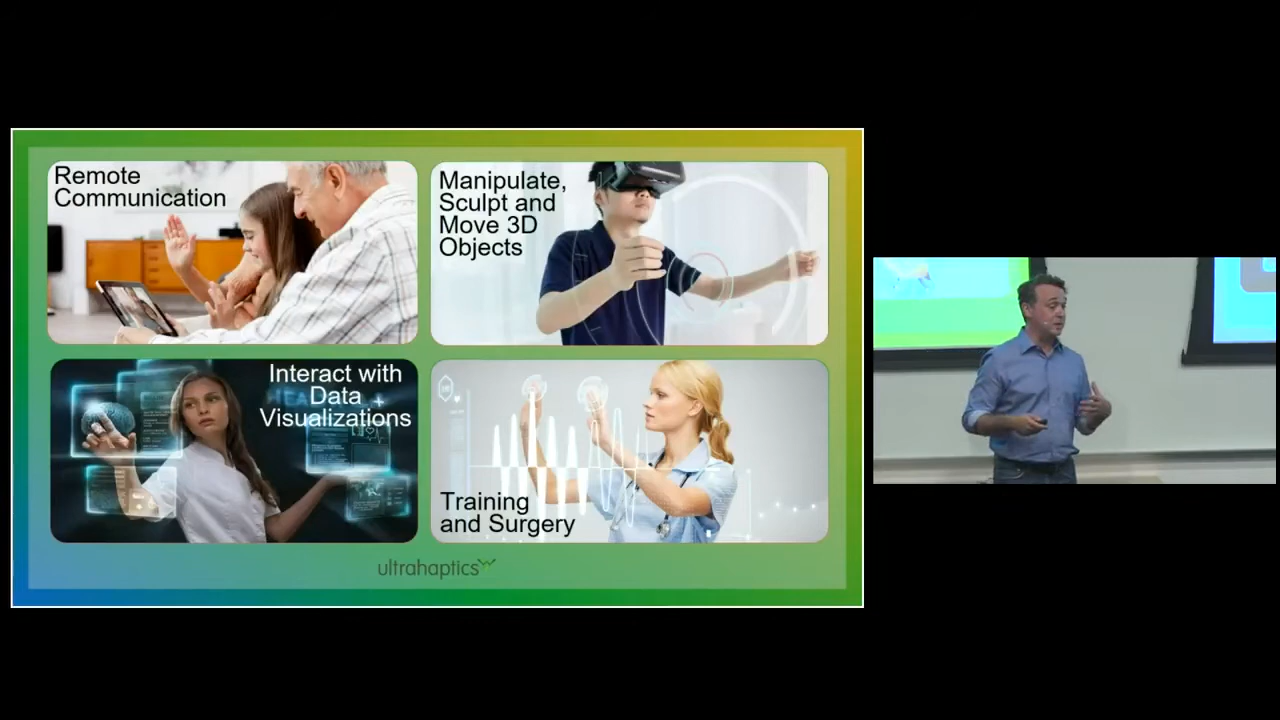 Remote
Communication
Manipulate,
Sculpt and
Move 3D
Objects
Interact with
Data
Visualizations
Training
and Surgery
ultrahaptics